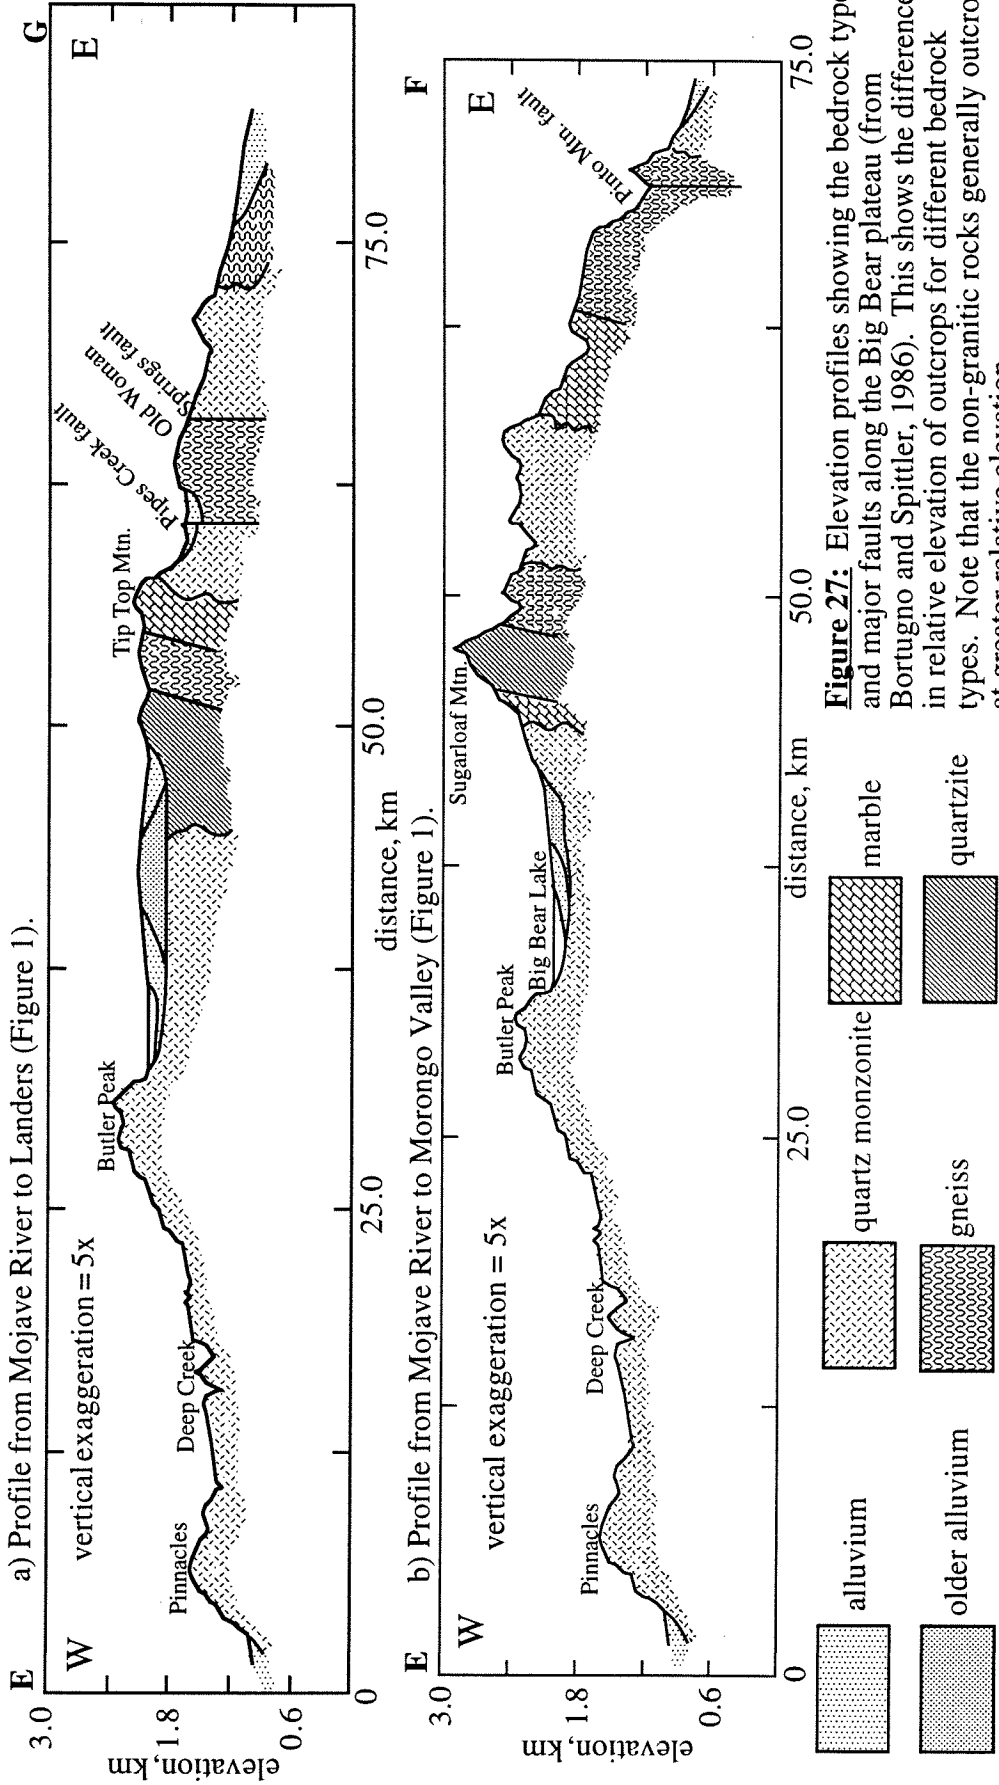 E a) Profile from Mojave River to Landers (Figure 1). G
W E
vertical exaggeration = 5x
Pinnacles
Deep Creek
Butler Peak
Tip Top Mtn.
Pipes Creek fault
Old Woman
Springs fault
elevation, km
3.0
1.8
0.6
0 25.0 50.0 75.0
distance, km
E b) Profile from Mojave River to Morongo Valley (Figure 1). F
W E
vertical exaggeration = 5x
Pinnacles
Deep Creek
Butler Peak
Big Bear Lake
Sugarloaf Mtn.
Pinto Mtn. fault
elevation, km
3.0
1.8
0.6
0 25.0 50.0 75.0
distance, km
alluvium
quartz monzonite
marble
older alluvium
gneiss
quartzite
Figure 27: Elevation profiles showing the bedrock type
and major faults along the Big Bear plateau (from
Bortugno and Spittler, 1986). This shows the difference
in relative elevation of outcrops for different bedrock
types. Note that the non-granitic rocks generally outcro
at greater relative elevation